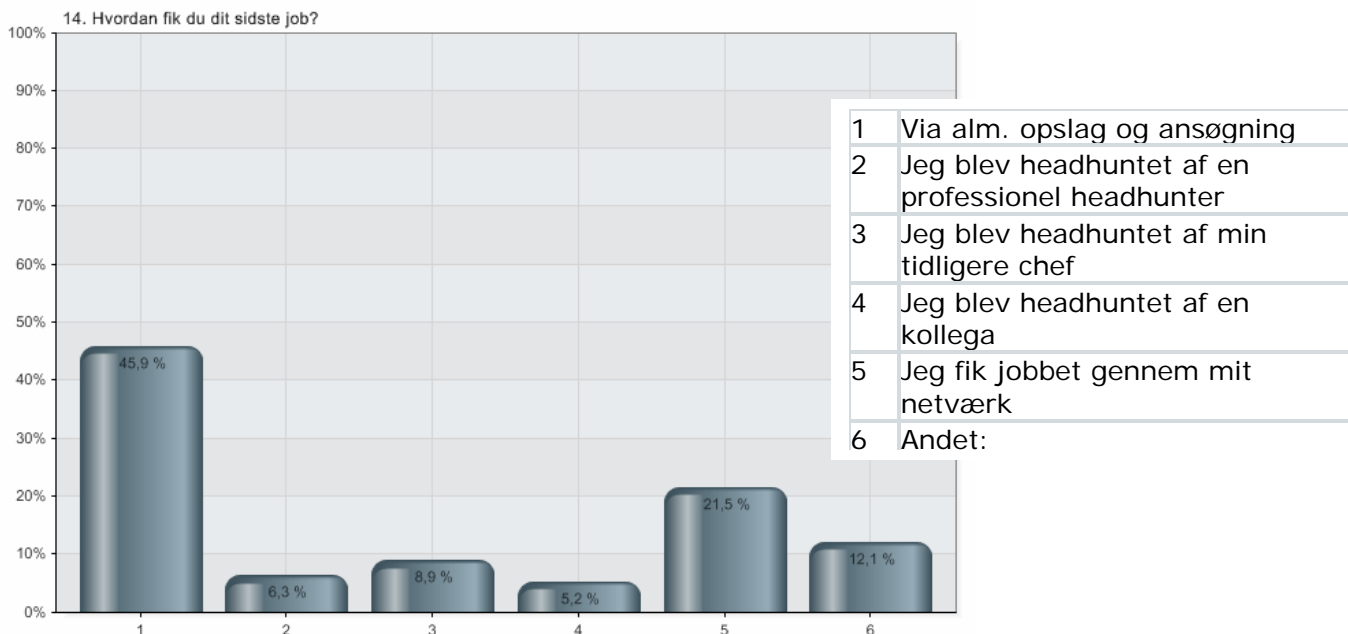 14. Hvordan fik du dit sidste job?
100%
90%
80%
70%
60%
50%
40%
30%
20%
10%
0%
45,9 %
6,3 %
8,9 %
5,2 %
21,5 %
12,1 %
1 2 3 4 5 6
1 Via alm. opslag og ansøgning
2 Jeg blev headhuntet af en
professionel headhunter
3 Jeg blev headhuntet af min
tidligere chef
4 Jeg blev headhuntet af en
kollega
5 Jeg fik jobbet gennem mit
netværk
6 Andet: